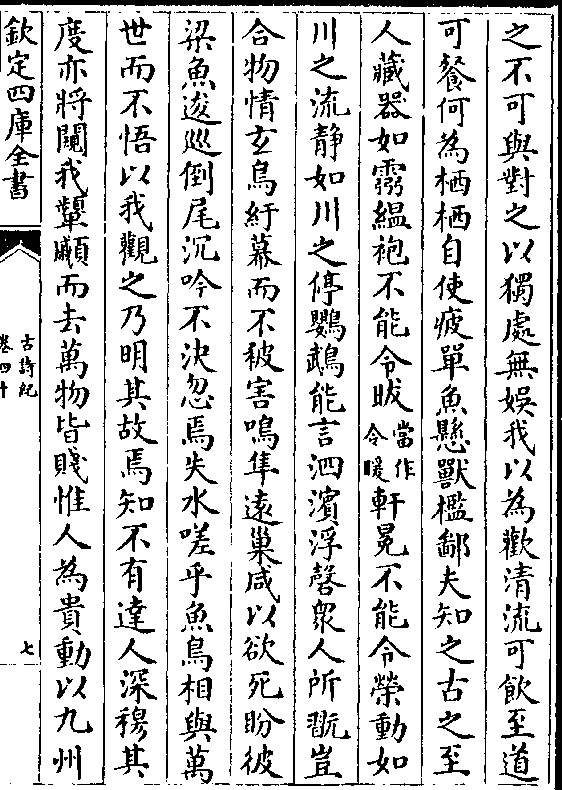 之不可與對之以獨處無娛我以為歡清流可飲至道
可餐何為栖栖自使疲單魚懸獸檻鄙夫知之古之至
人藏器如靈縕袍不能令暖當作令暖軒冕不能令榮動如
川之流静如川之停鸚鵡能言泗濱浮磬衆人所翫豈
合物情玄鳥紆幕而不被害鳴隼遠巢咸以欲死盼彼
梁魚逡巡倒尾沉吟不決忽焉失水嗟乎魚鳥相與萬
世而不悟以我觀之乃明其故焉知不有達人深穆其
度亦將闚我顰顣而去萬物皆賤惟人為貴動以九州
欽定四庫全書
古詩紀
卷四十
七